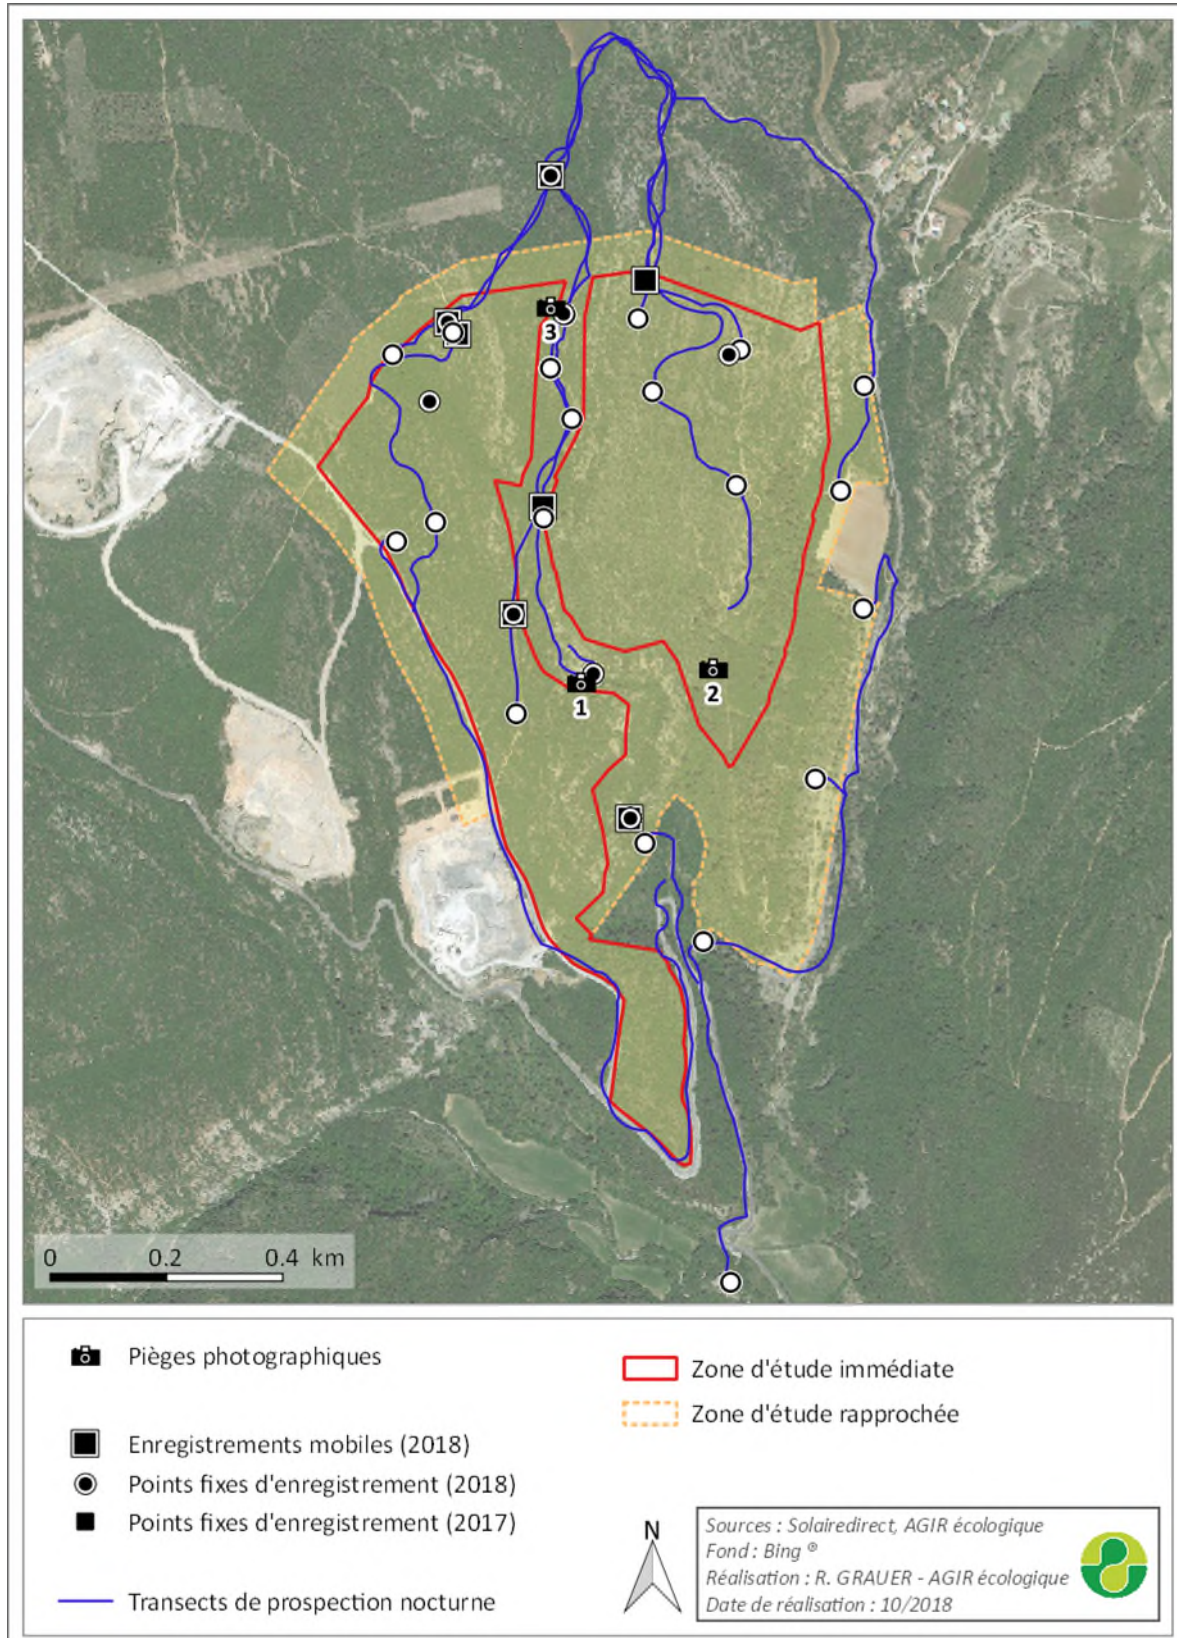 3
2
1
0 0.2 0.4 km
Pièges photographiques
Enregistrements mobiles (2018)
Points fixes d'enregistrement (2018)
Points fixes d'enregistrement (2017)
Transects de prospection nocturne
Zone d'étude immédiate
Zone d'étude rapprochée
N
Sources : Solairedirect, AGIR écologique
Fond : Bing ®
Réalisation : R. GRAUER - AGIR écologique
Date de réalisation : 10/2018